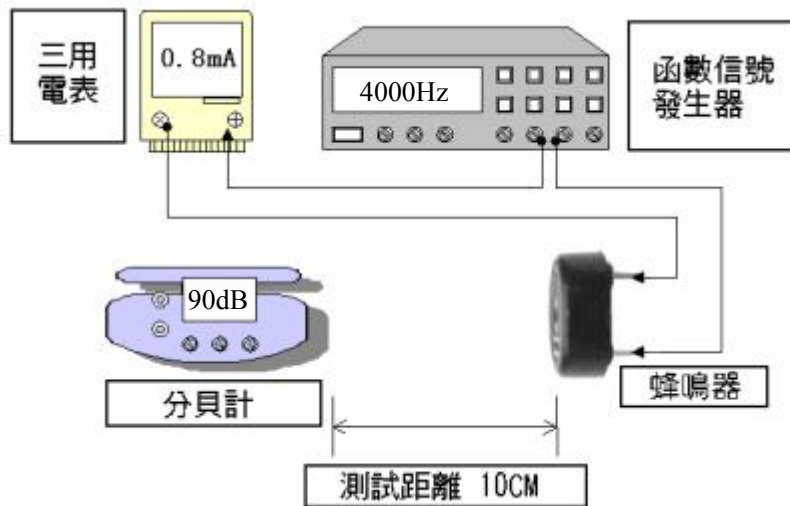 三用
電表
0.8mA
4000Hz
函數信號
發生器
90dB
分貝計
蜂鳴器
測試距離 10CM